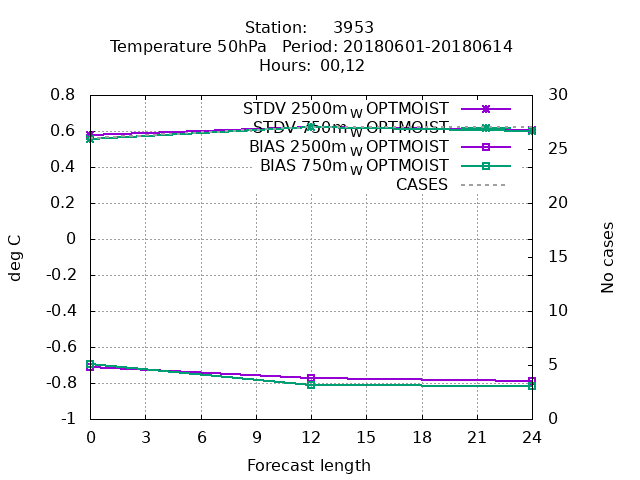 Station: 3953
Temperature 50hPa Period: 20180601-20180614
Hours: 00,12
0.8
0.6
0.4
0.2
0
-0.2
-0.4
-0.6
-0.8
-1
deg C
STDV 2500m W OPTMOIST
STDV 750m W OPTMOIST
BIAS 2500m W OPTMOIST
BIAS 750m W OPTMOIST
CASES
30
25
20
15
10
5
0
No cases
0 3 6 9 12 15 18 21 24
Forecast length